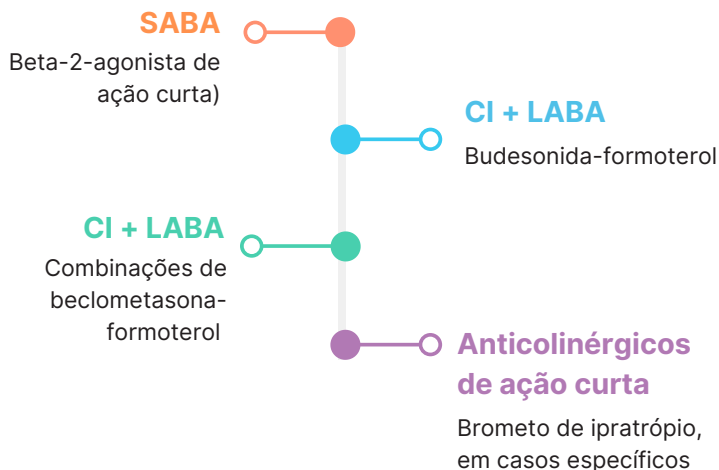 SABA
Beta-2-agonista de
ação curta)
CI + LABA
Budesonida-formoterol
CI + LABA
Combinações de
beclometasona-
formoterol
Anticolinérgicos
de ação curta
Brometo de ipratrópio,
em casos específicos